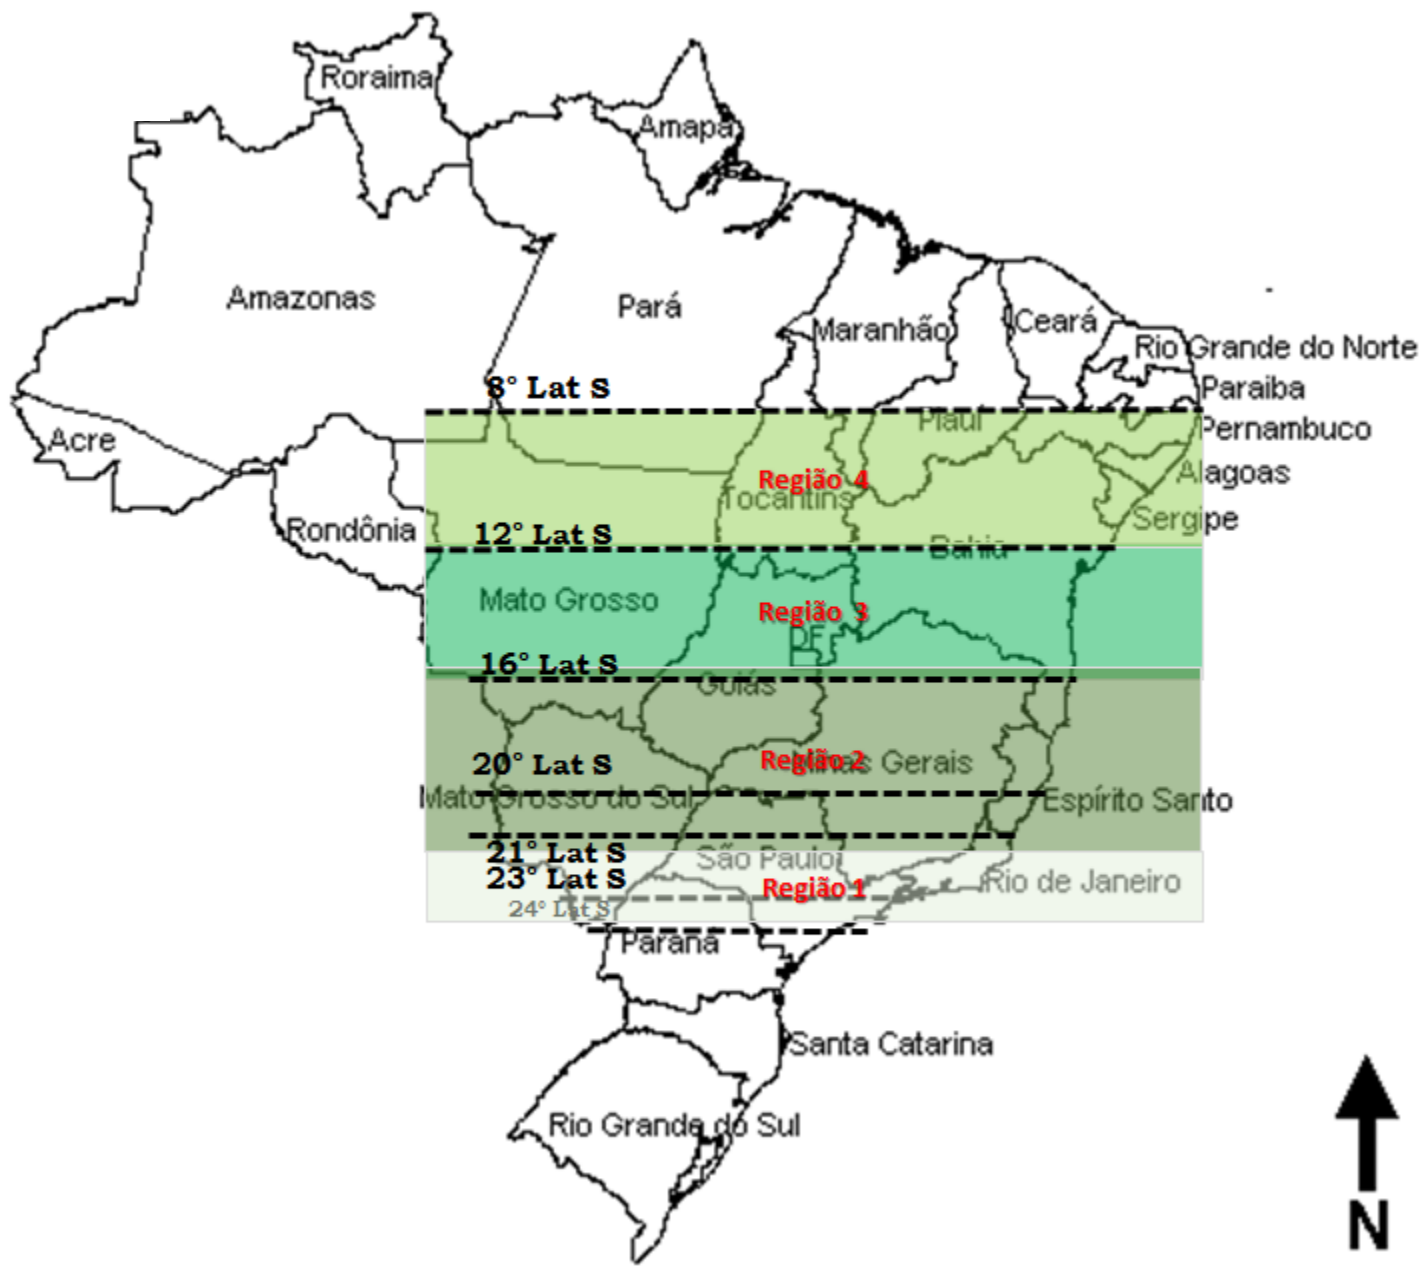 Roraima
Amapá
Amazonas
Pará
Maranhão
Ceará
Rio Grande do Norte
8° Lat S
Paraiba
Piauí
Pernambuco
Acre
Região 4
Alagoas
Tocantins
Sergipe
Rondônia
12° Lat S
Bahia
Mato Grosso
Região 3
DF
16° Lat S
Goiás
20° Lat S
Região 2
Minas Gerais
Mato Grosso do Sul
Espírito Santo
21° Lat S
São Paulo
23° Lat S
Região 1
Rio de Janeiro
24° Lat S
Paraná
Santa Catarina
Rio Grande do Sul
N